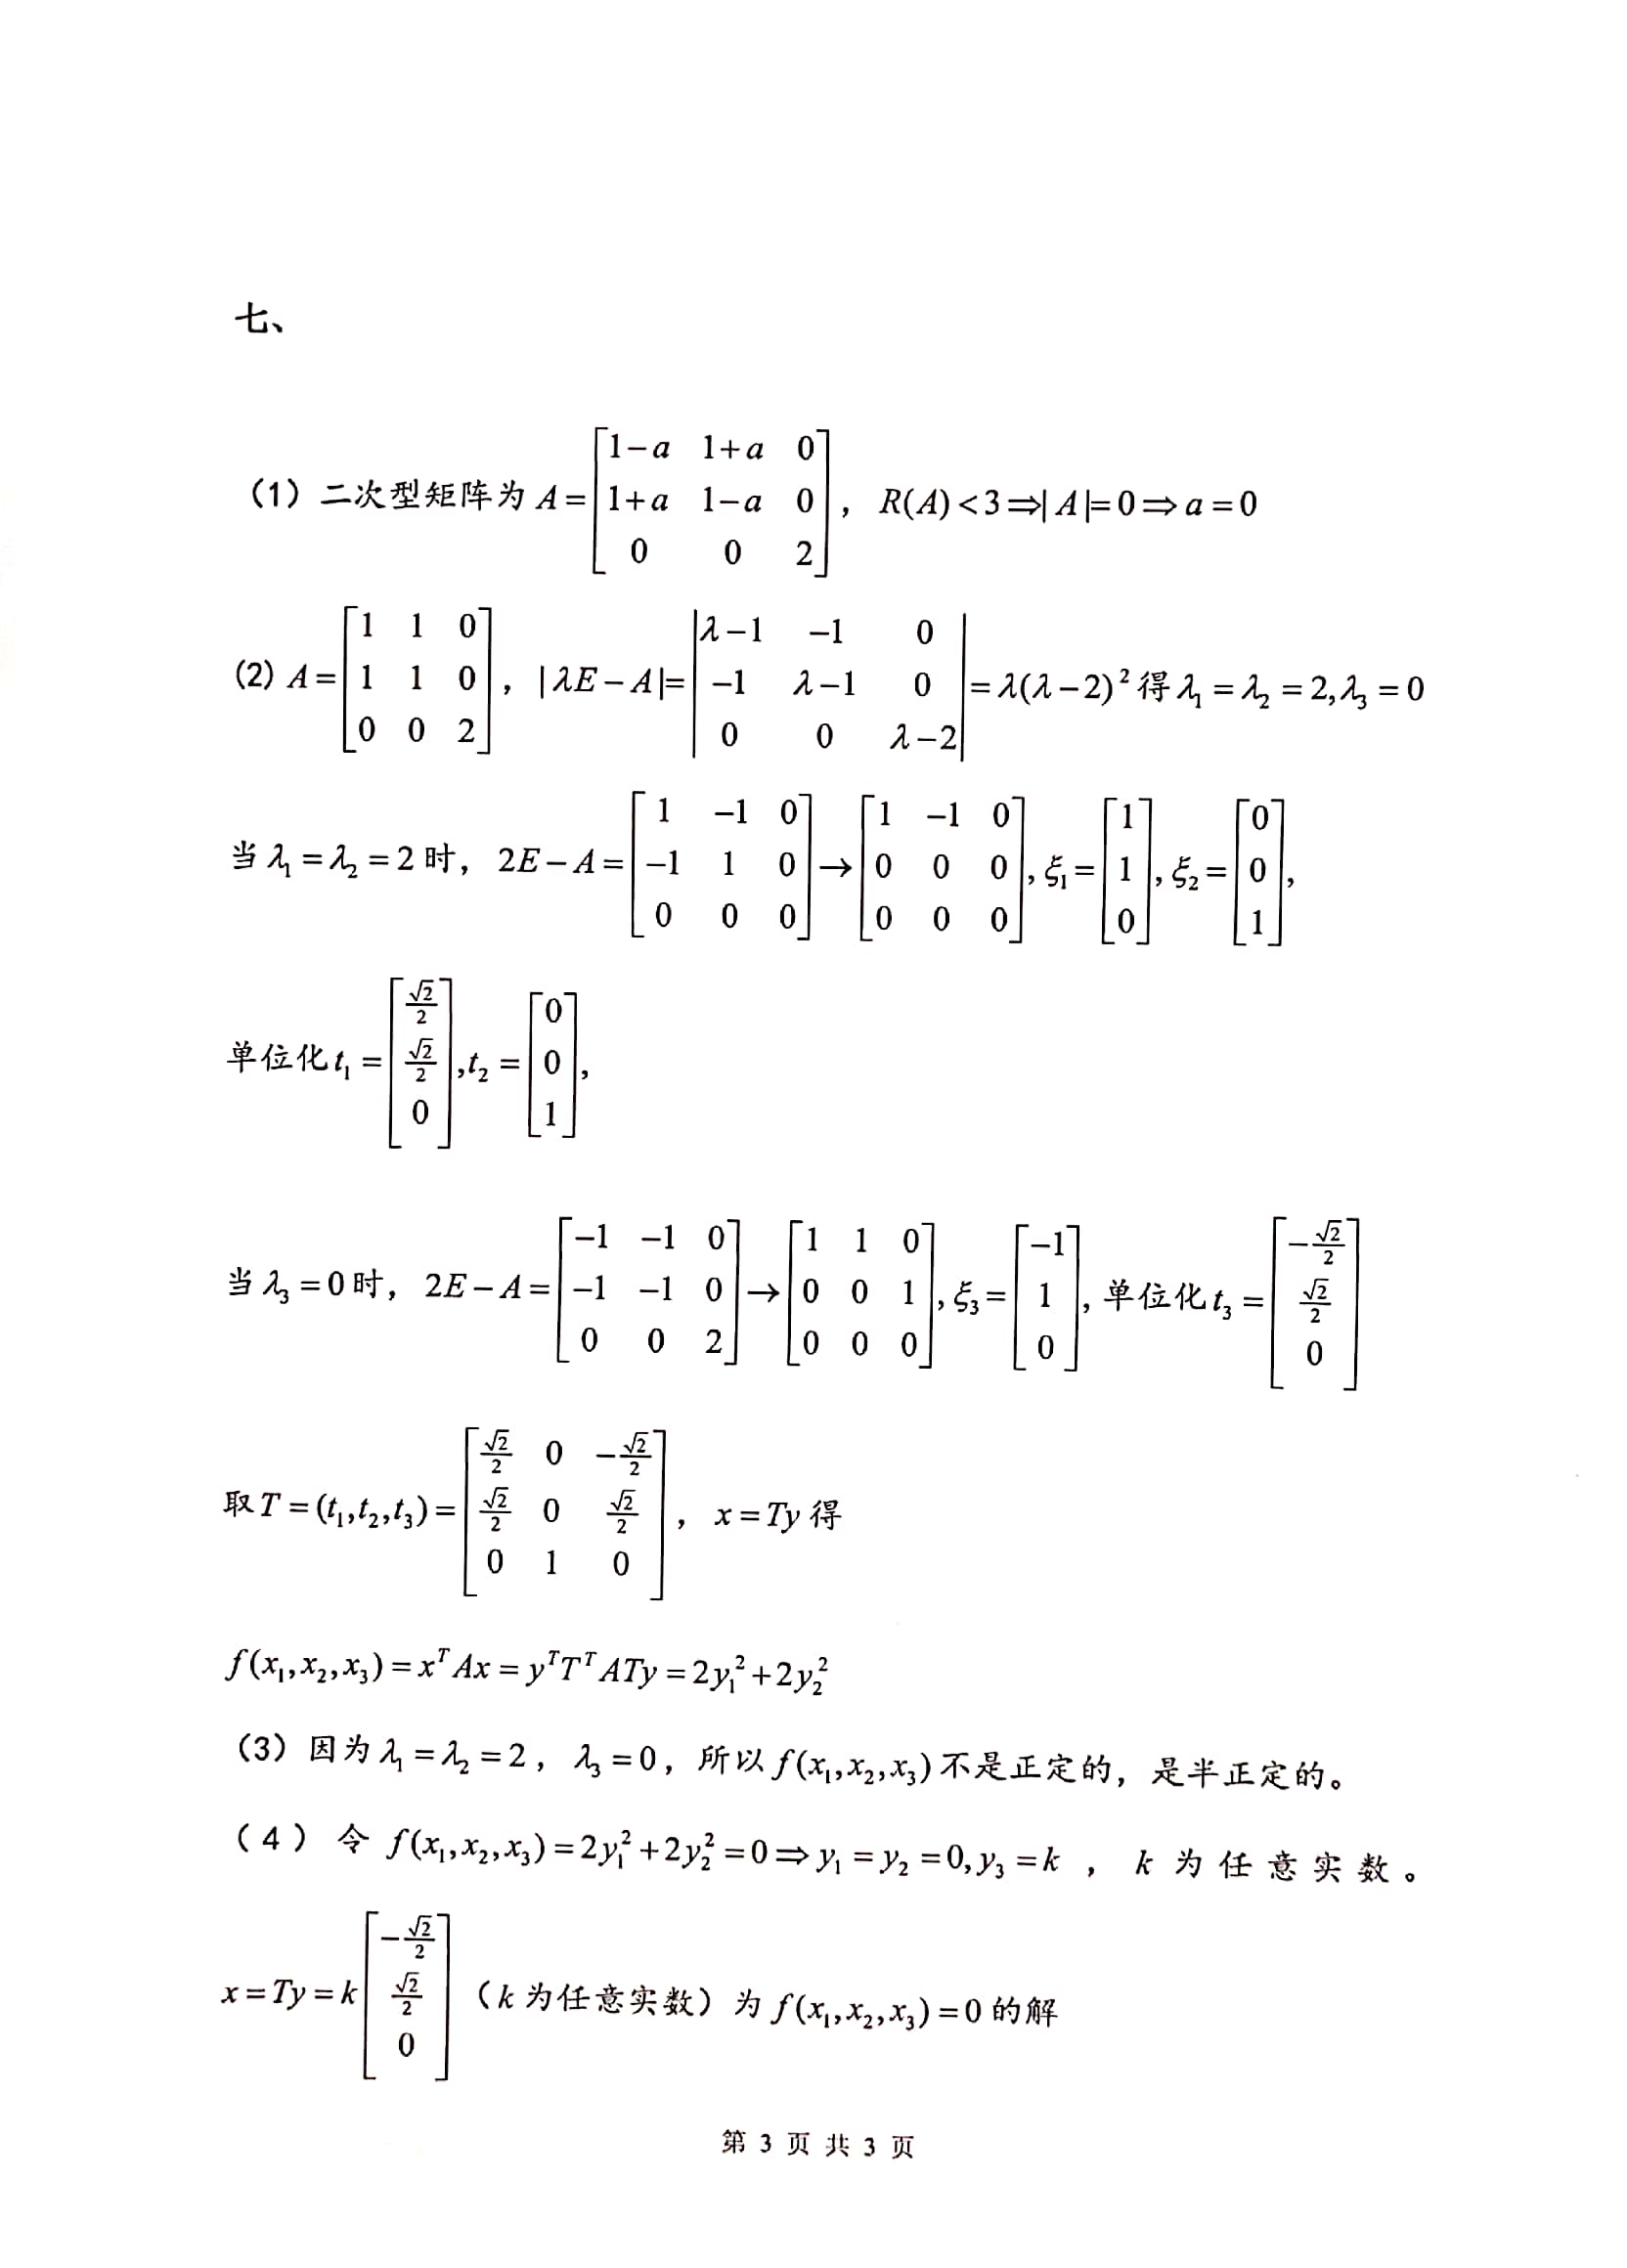 七、
（1）二次型矩阵为 $A=\begin{bmatrix}1-a & 1+a & 0\\1+a & 1-a & 0\\0 & 0 & 2\end{bmatrix}$， $R(A)<3\Rightarrow |A|=0\Rightarrow a=0$
(2) $A=\begin{bmatrix}1 & 1 & 0\\1 & 1 & 0\\0 & 0 & 2\end{bmatrix}$， $|\lambda E-A|=\begin{vmatrix}\lambda-1 & -1 & 0\\-1 & \lambda-1 & 0\\0 & 0 & \lambda-2\end{vmatrix}=\lambda(\lambda-2)^2$ 得 $\lambda_1=\lambda_2=2,\lambda_3=0$
当 $\lambda_1=\lambda_2=2$ 时， $2E-A=\begin{bmatrix}1 & -1 & 0\\-1 & 1 & 0\\0 & 0 & 0\end{bmatrix}\to\begin{bmatrix}1 & -1 & 0\\0 & 0 & 0\\0 & 0 & 0\end{bmatrix},\xi_1=\begin{bmatrix}1\\1\\0\end{bmatrix},\xi_2=\begin{bmatrix}0\\0\\1\end{bmatrix},$
单位化 $t_1=\begin{bmatrix}\frac{\sqrt{2}}{2}\\\frac{\sqrt{2}}{2}\\0\end{bmatrix},t_2=\begin{bmatrix}0\\0\\1\end{bmatrix},$
当 $\lambda_3=0$ 时， $2E-A=\begin{bmatrix}-1 & -1 & 0\\-1 & -1 & 0\\0 & 0 & 2\end{bmatrix}\to\begin{bmatrix}1 & 1 & 0\\0 & 0 & 1\\0 & 0 & 0\end{bmatrix},\xi_3=\begin{bmatrix}-1\\1\\0\end{bmatrix},$ 单位化 $t_3=\begin{bmatrix}-\frac{\sqrt{2}}{2}\\\frac{\sqrt{2}}{2}\\0\end{bmatrix}$
取 $T=(t_1,t_2,t_3)=\begin{bmatrix}\frac{\sqrt{2}}{2} & 0 & -\frac{\sqrt{2}}{2}\\\frac{\sqrt{2}}{2} & 0 & \frac{\sqrt{2}}{2}\\0 & 1 & 0\end{bmatrix}$， $x=Ty$ 得
$f(x_1,x_2,x_3)=x^TAx=y^TT^TATy=2y_1^2+2y_2^2$
（3）因为 $\lambda_1=\lambda_2=2$， $\lambda_3=0$，所以 $f(x_1,x_2,x_3)$ 不是正定的，是半正定的。
（4）令 $f(x_1,x_2,x_3)=2y_1^2+2y_2^2=0\Rightarrow y_1=y_2=0,y_3=k$ ， $k$ 为任意实数。
$x=Ty=k\begin{bmatrix}-\frac{\sqrt{2}}{2}\\\frac{\sqrt{2}}{2}\\0\end{bmatrix}$（$k$ 为任意实数）为 $f(x_1,x_2,x_3)=0$ 的解
第 3 页 共 3 页